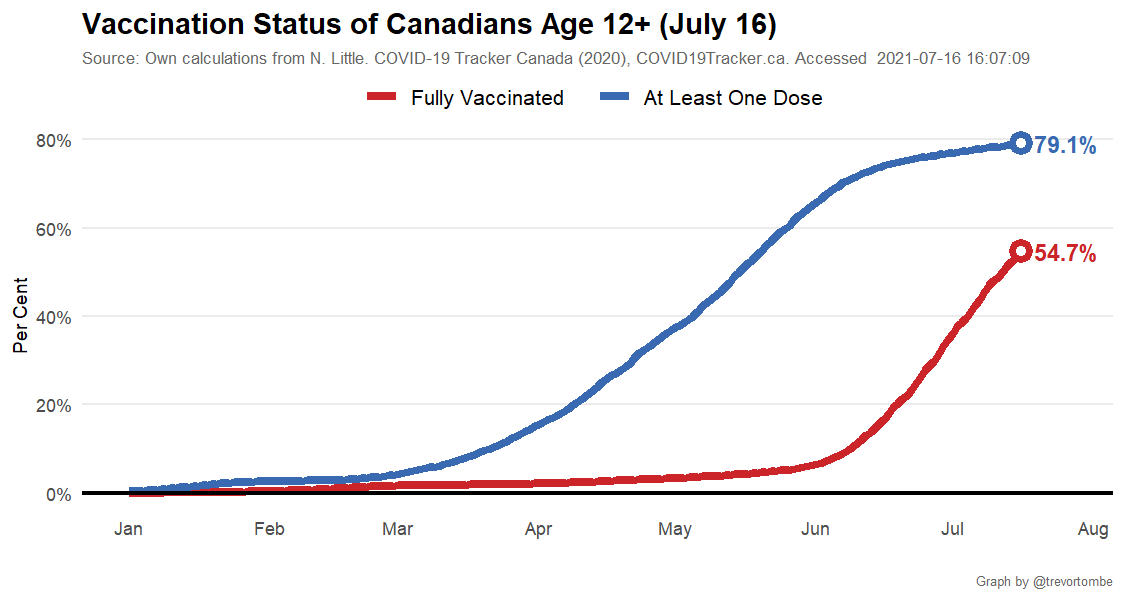 Vaccination Status of Canadians Age 12+ (July 16)
Source: Own calculations from N. Little. COVID-19 Tracker Canada (2020), COVID19Tracker.ca. Accessed  2021-07-16 16:07:09
Fully Vaccinated At Least One Dose
80%
79.1%
60%
54.7%
Per Cent
40%
20%
0%
Jan Feb Mar Apr May Jun Jul Aug
Graph by @trevortombe